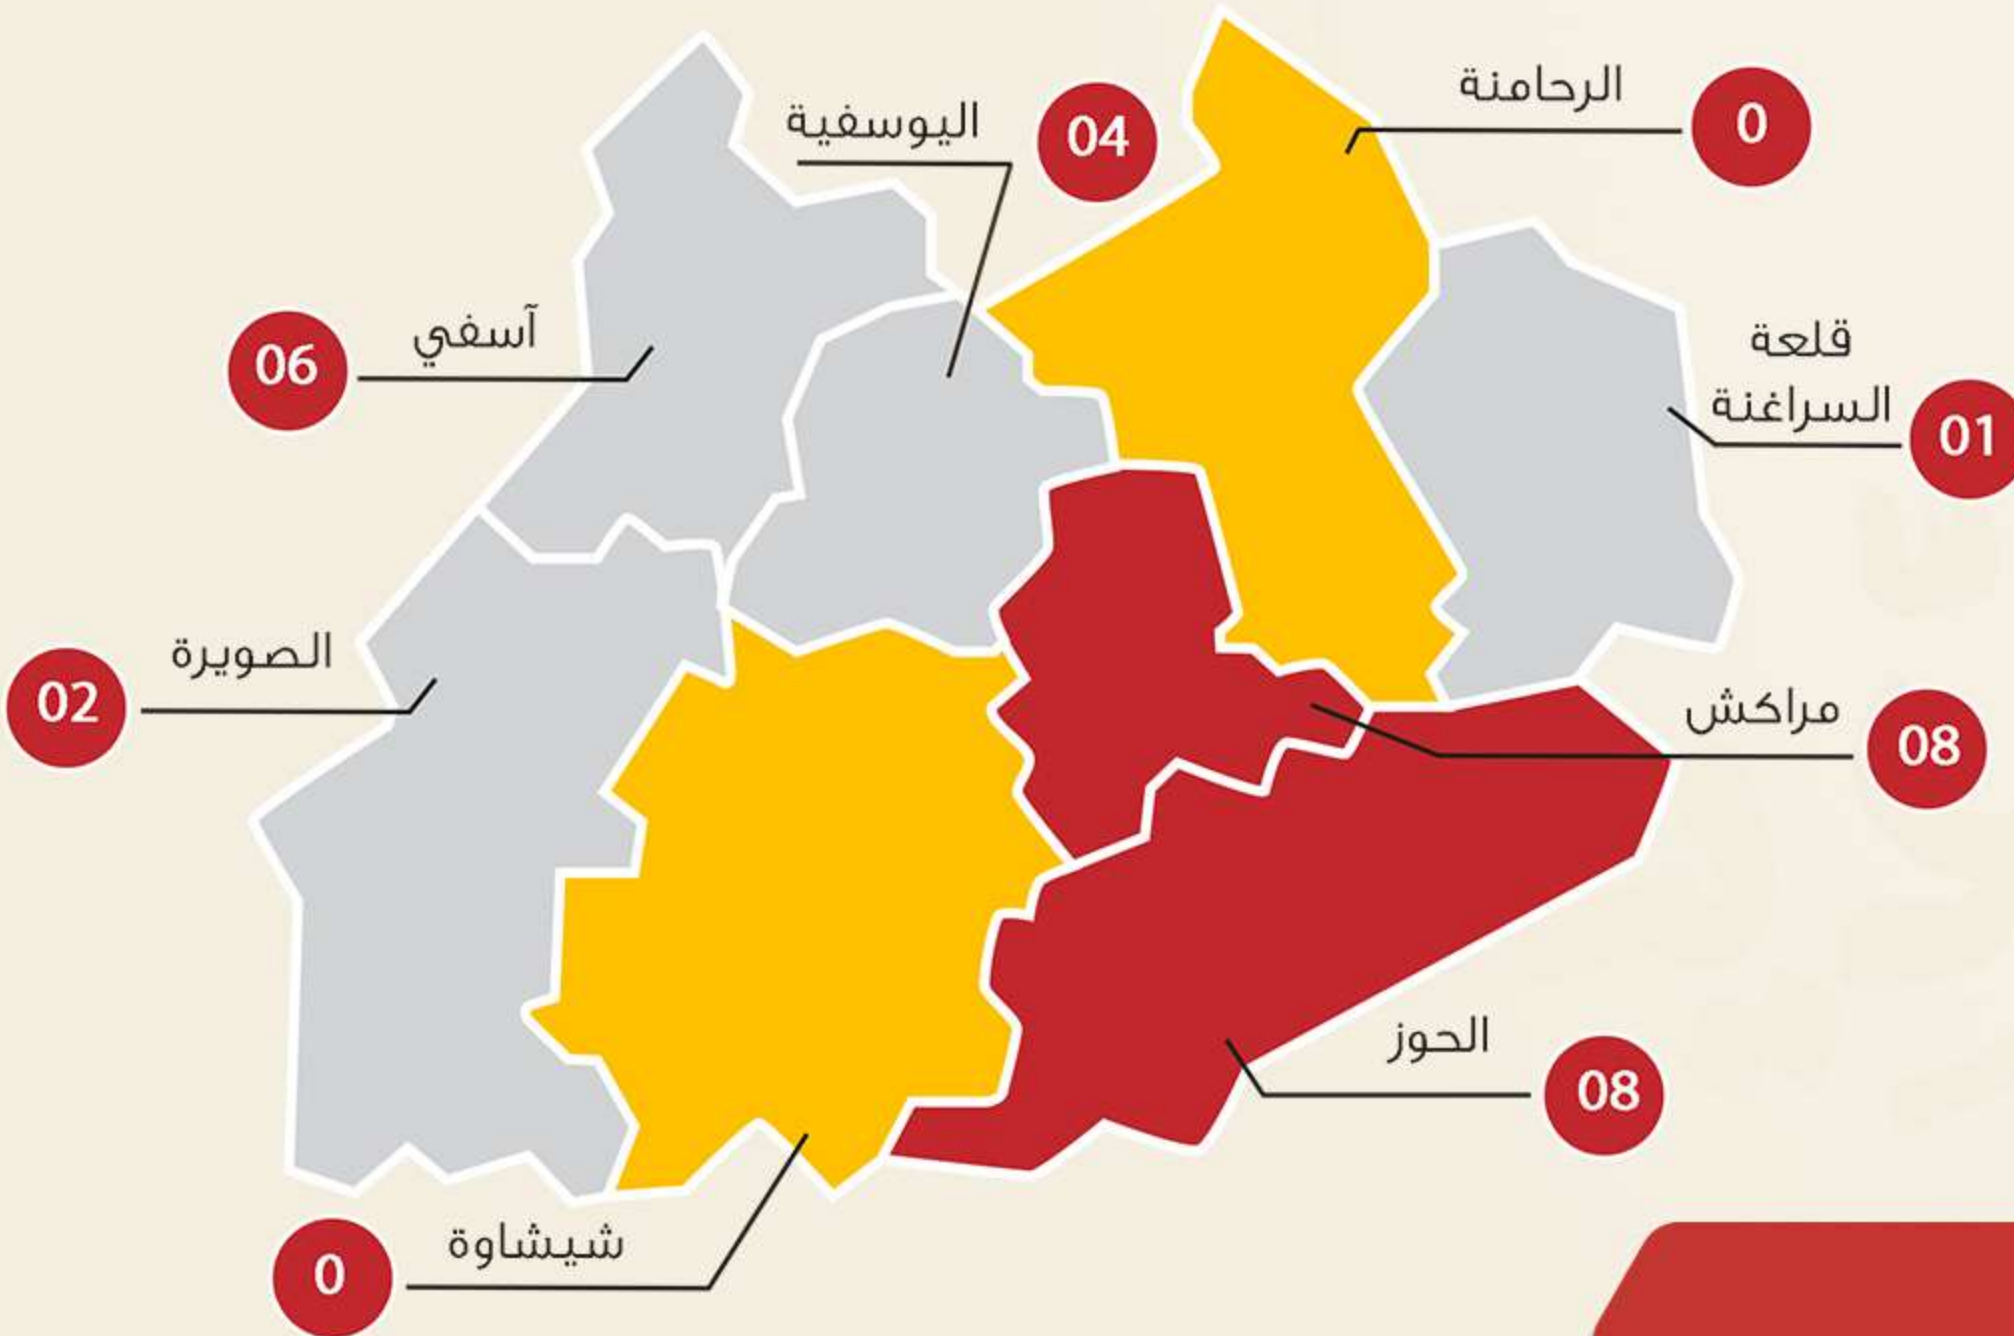 الرحامنة
0
اليوسفية
04
آسفي
06
قلعة
السراغنة
01
الصويرة
02
مراكش
08
الحوز
08
شيشاوة
0